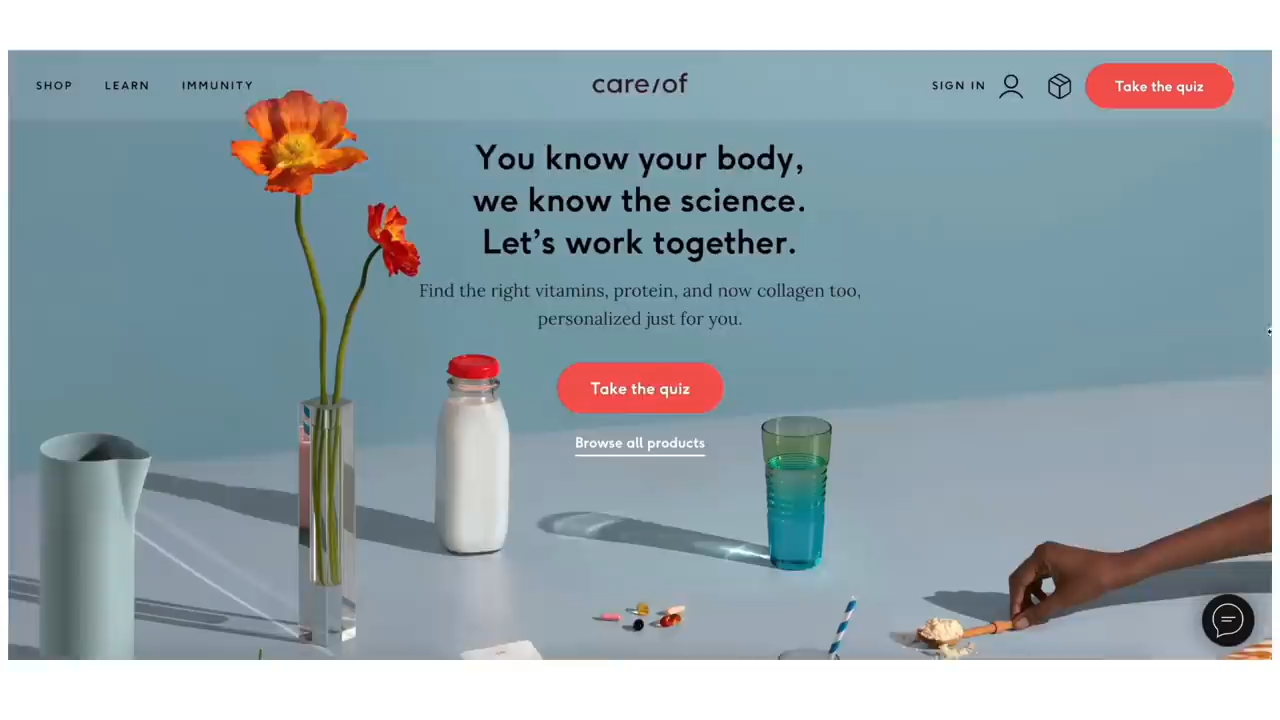 SHOP LEARN IMMUNITY care/of SIGN IN Take the quiz
You know your body,
we know the science.
Let's work together.
Find the right vitamins, protein, and now collagen too,
personalized just for you.
Take the quiz
Browse all products